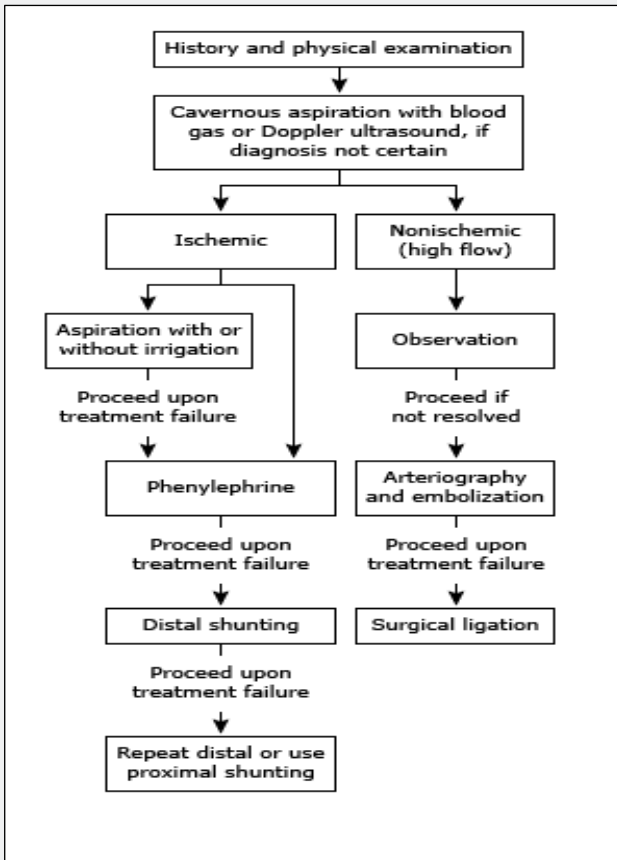 History and physical examination
Cavernous aspiration with blood
gas or Doppler ultrasound, if
diagnosis not certain
Ischemic
Nonischemic
(high flow)
Aspiration with or
without irrigation
Observation
Proceed upon
treatment failure
Proceed if
not resolved
Phenylephrine
Arteriography
and embolization
Proceed upon
treatment failure
Proceed upon
treatment failure
Distal shunting
Surgical ligation
Proceed upon
treatment failure
Repeat distal or use
proximal shunting